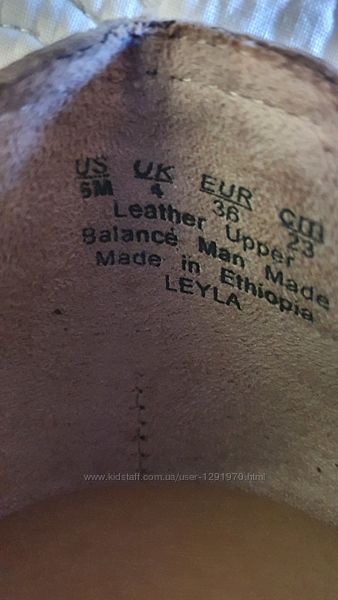 US UK EUR cm
6M 4 36 23
Leather Upper
Balance Man Made
Made in Ethiopia
LEYLA
www.kidstaff.com.ua/user-1291970.html